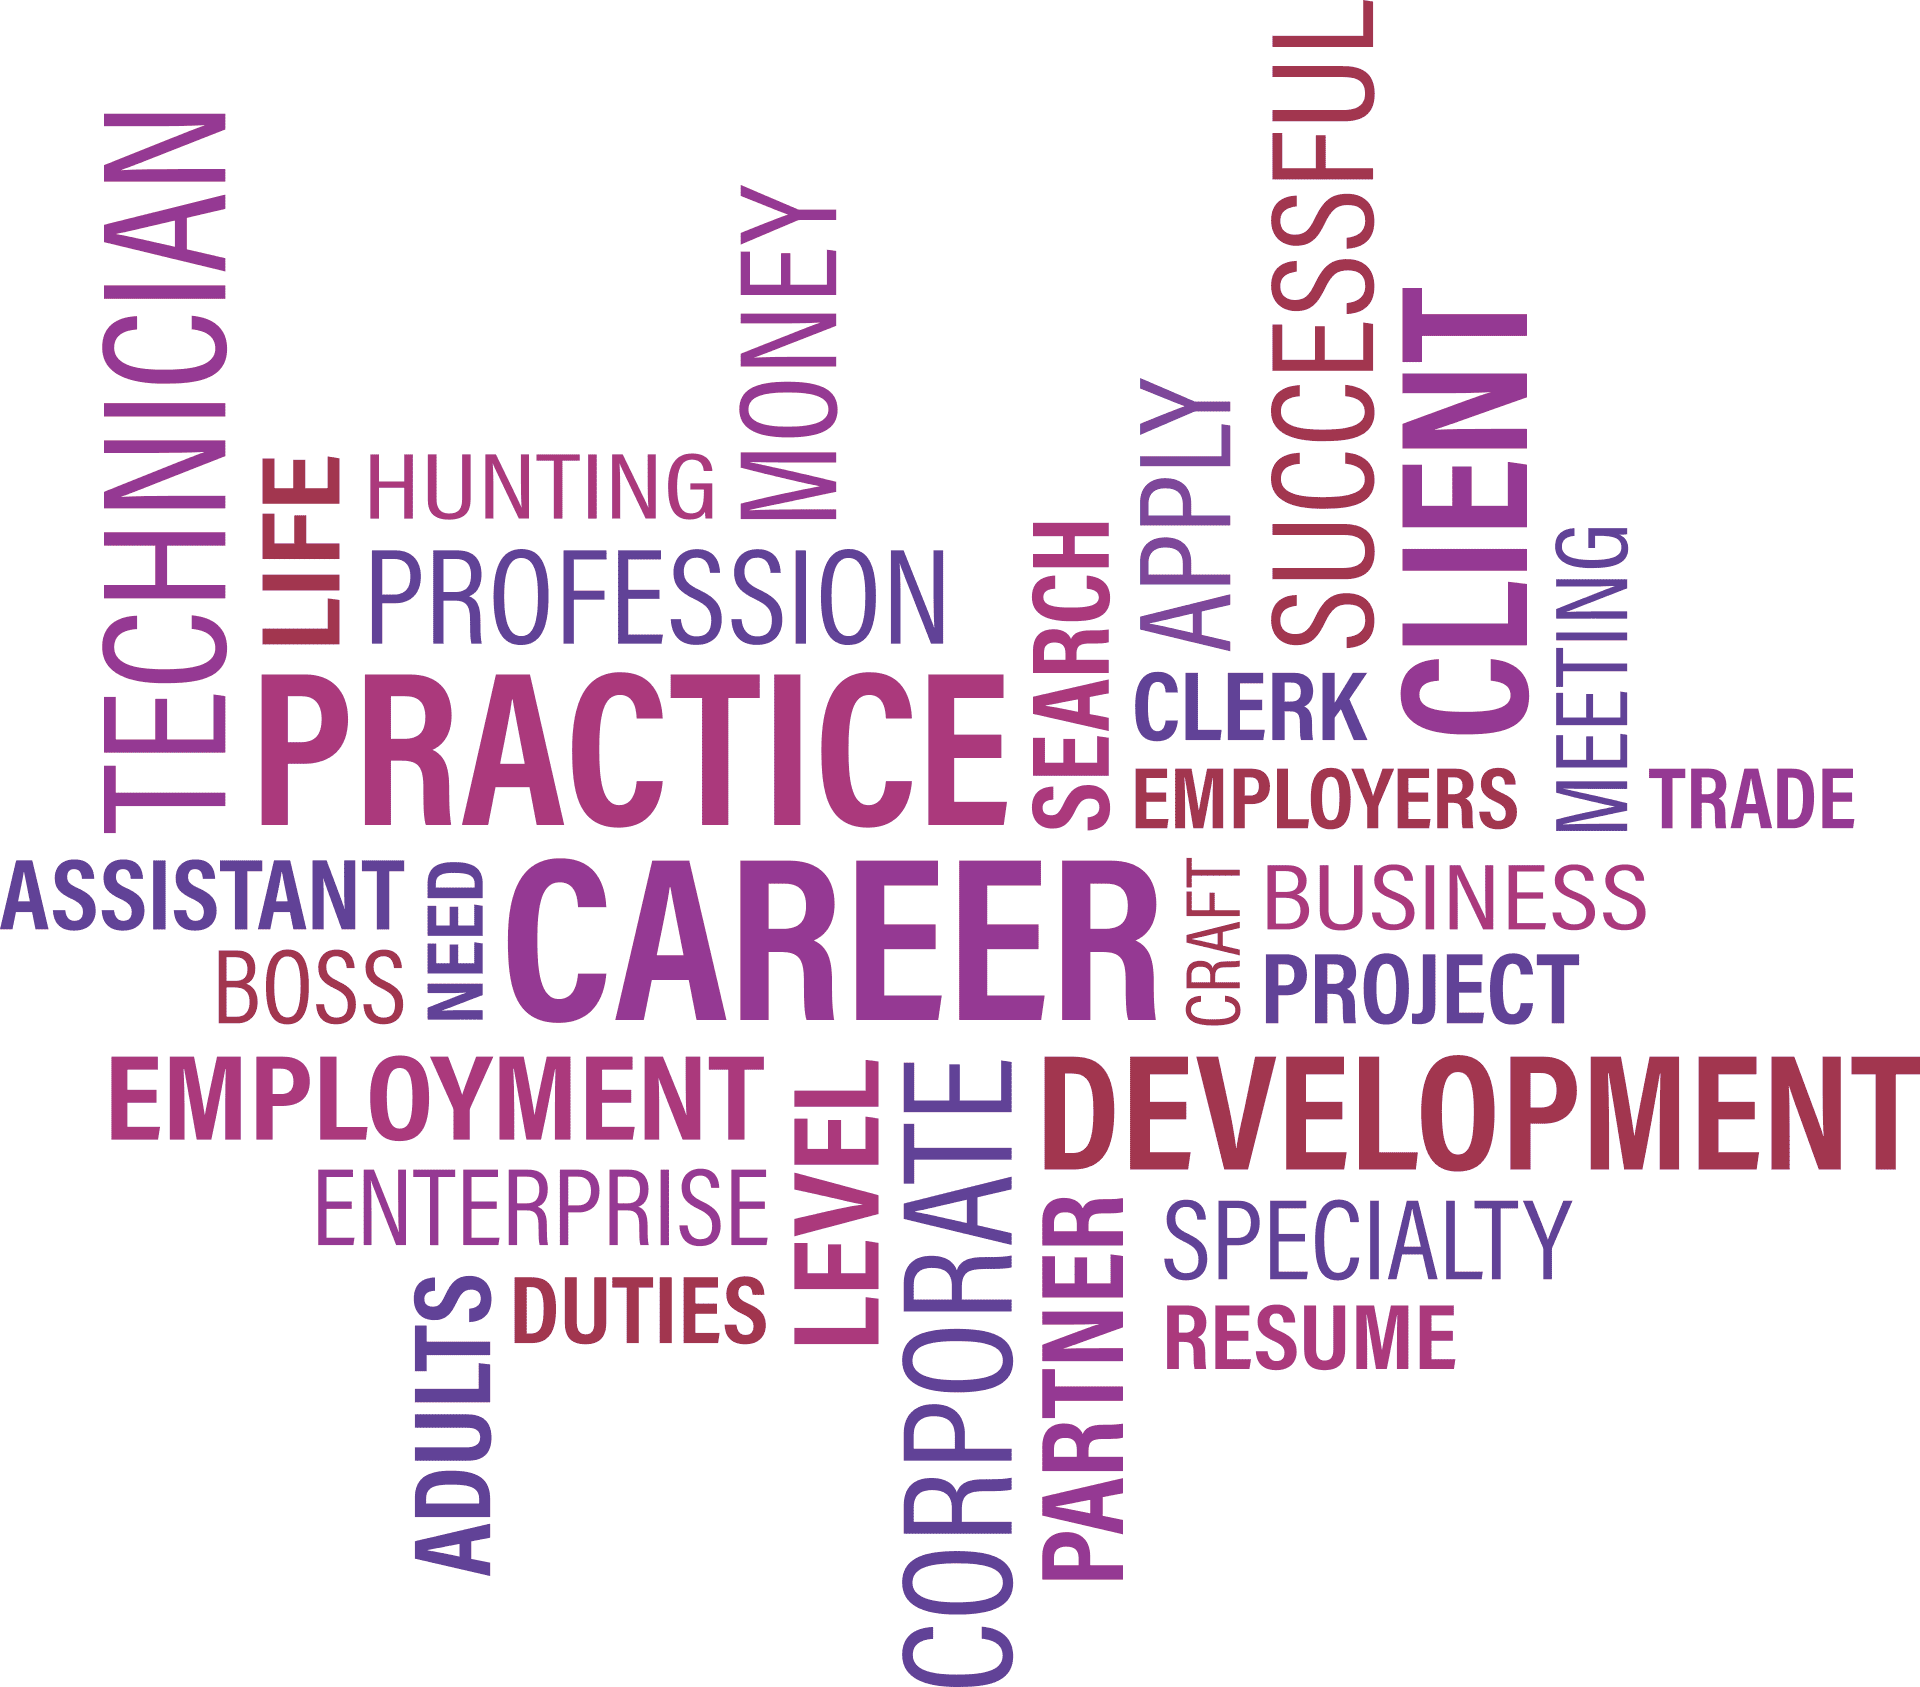 SUCCESSFUL
TECHNICIAN
MONEY
CLIENT
APPLY
LIFE
HUNTING
PROFESSION
SEARCH
MEETING
PRACTICE
CLERK
EMPLOYERS
TRADE
ASSISTANT
NEED
CAREER
CRAFT
BUSINESS
BOSS
PROJECT
EMPLOYMENT
LEVEL
CORPORATE
DEVELOPMENT
ENTERPRISE
PARTNER
SPECIALTY
ADULTS
DUTIES
RESUME